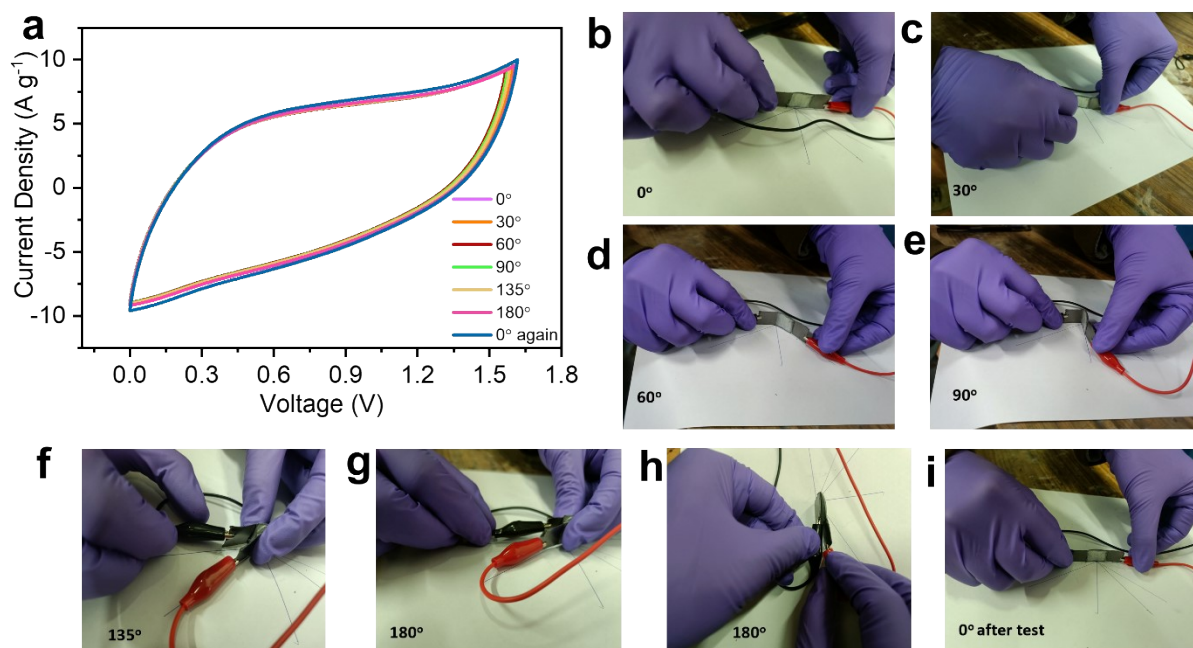 a
Current Density (A g⁻¹)
10
5
0
-5
-10
0°
30°
60°
90°
135°
180°
0° again
0.0 0.3 0.6 0.9 1.2 1.5 1.8
Voltage (V)
b
0°
c
30°
d
60°
e
90°
f
135°
g
180°
h
180°
i
0° after test